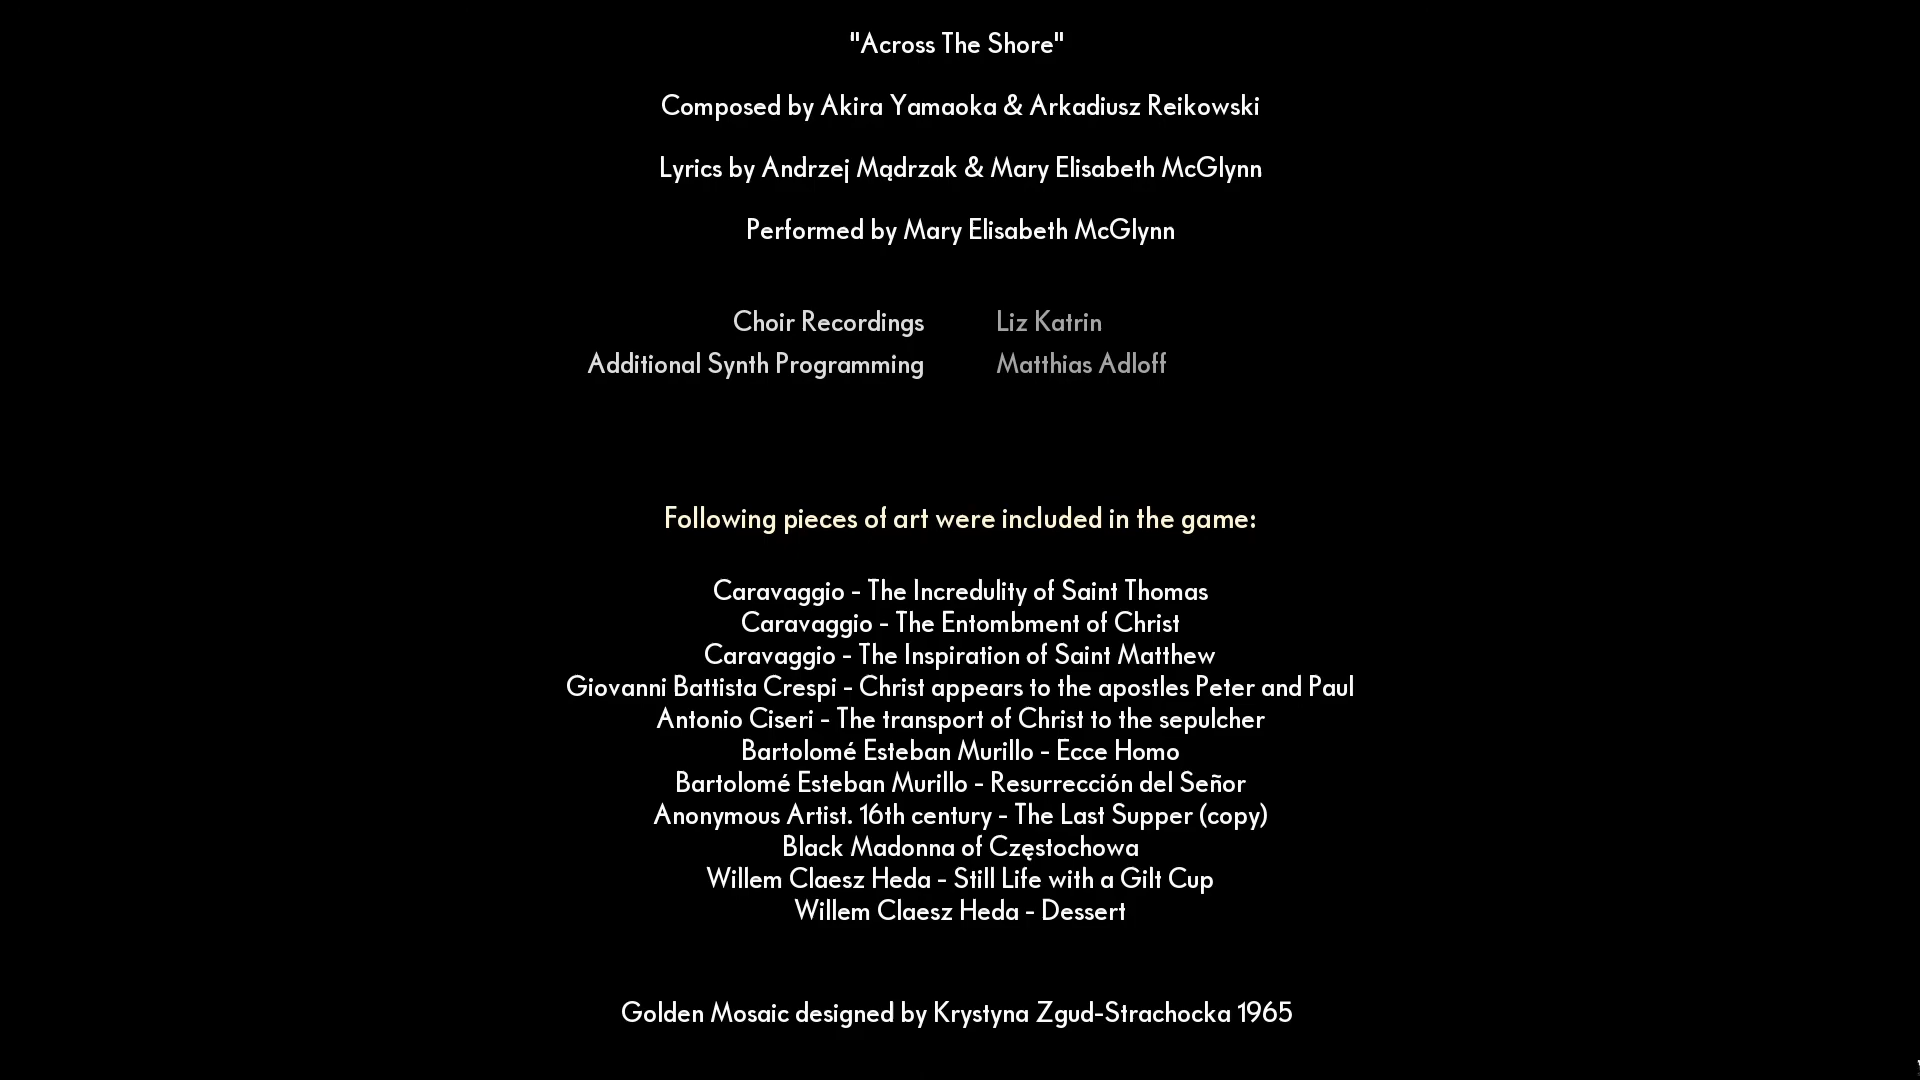 "Across The Shore"
Composed by Akira Yamaoka & Arkadiusz Reikowski
Lyrics by Andrzej Mądrzak & Mary Elisabeth McGlynn
Performed by Mary Elisabeth McGlynn
Choir Recordings Liz Katrin
Additional Synth Programming Matthias Adloff
Following pieces of art were included in the game:
Caravaggio - The Incredulity of Saint Thomas
Caravaggio - The Entombment of Christ
Caravaggio - The Inspiration of Saint Matthew
Giovanni Battista Crespi - Christ appears to the apostles Peter and Paul
Antonio Ciseri - The transport of Christ to the sepulcher
Bartolomé Esteban Murillo - Ecce Homo
Bartolomé Esteban Murillo - Resurrección del Señor
Anonymous Artist. 16th century - The Last Supper (copy)
Black Madonna of Częstochowa
Willem Claesz Heda - Still Life with a Gilt Cup
Willem Claesz Heda - Dessert
Golden Mosaic designed by Krystyna Zgud-Strachocka 1965